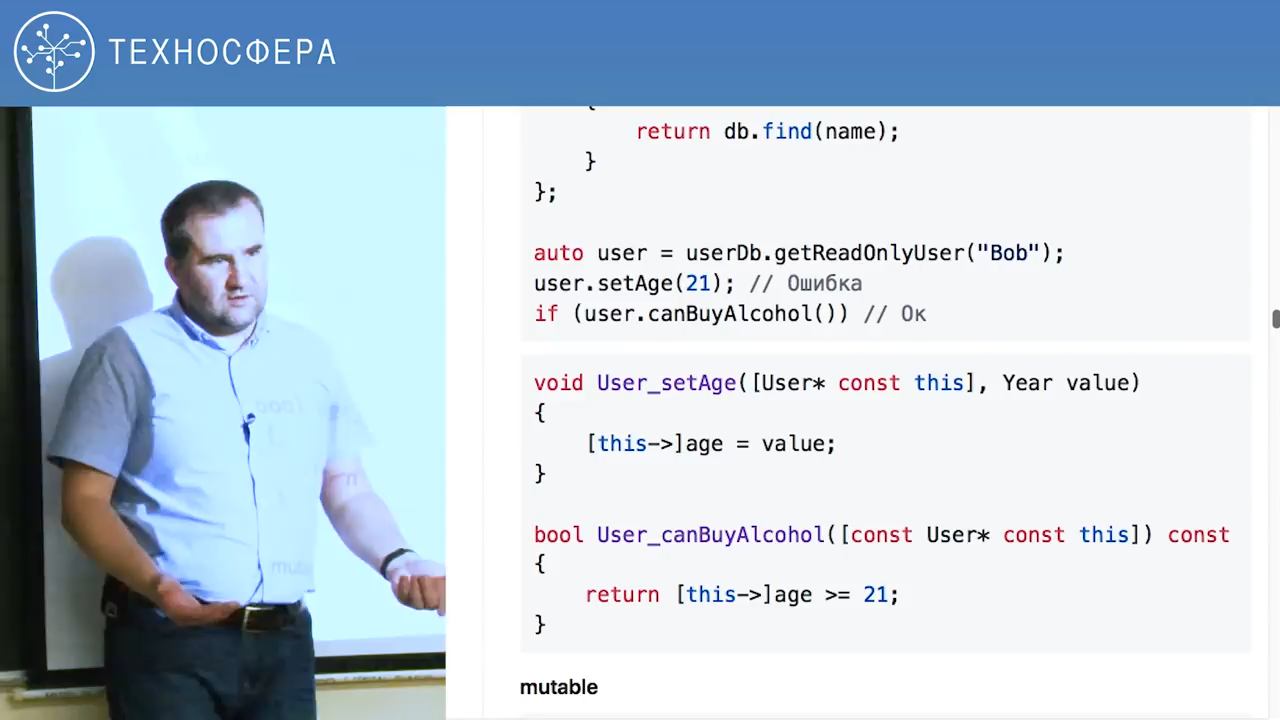 ТЕХНОСФЕРА
return db.find(name);
}
};
auto user = userDb.getReadOnlyUser("Bob");
user.setAge(21); // Ошибка
if (user.canBuyAlcohol()) // Ок
void User_setAge([User* const this], Year value)
{
[this->]age = value;
}
bool User_canBuyAlcohol([const User* const this]) const
{
return [this->]age >= 21;
}
mutable